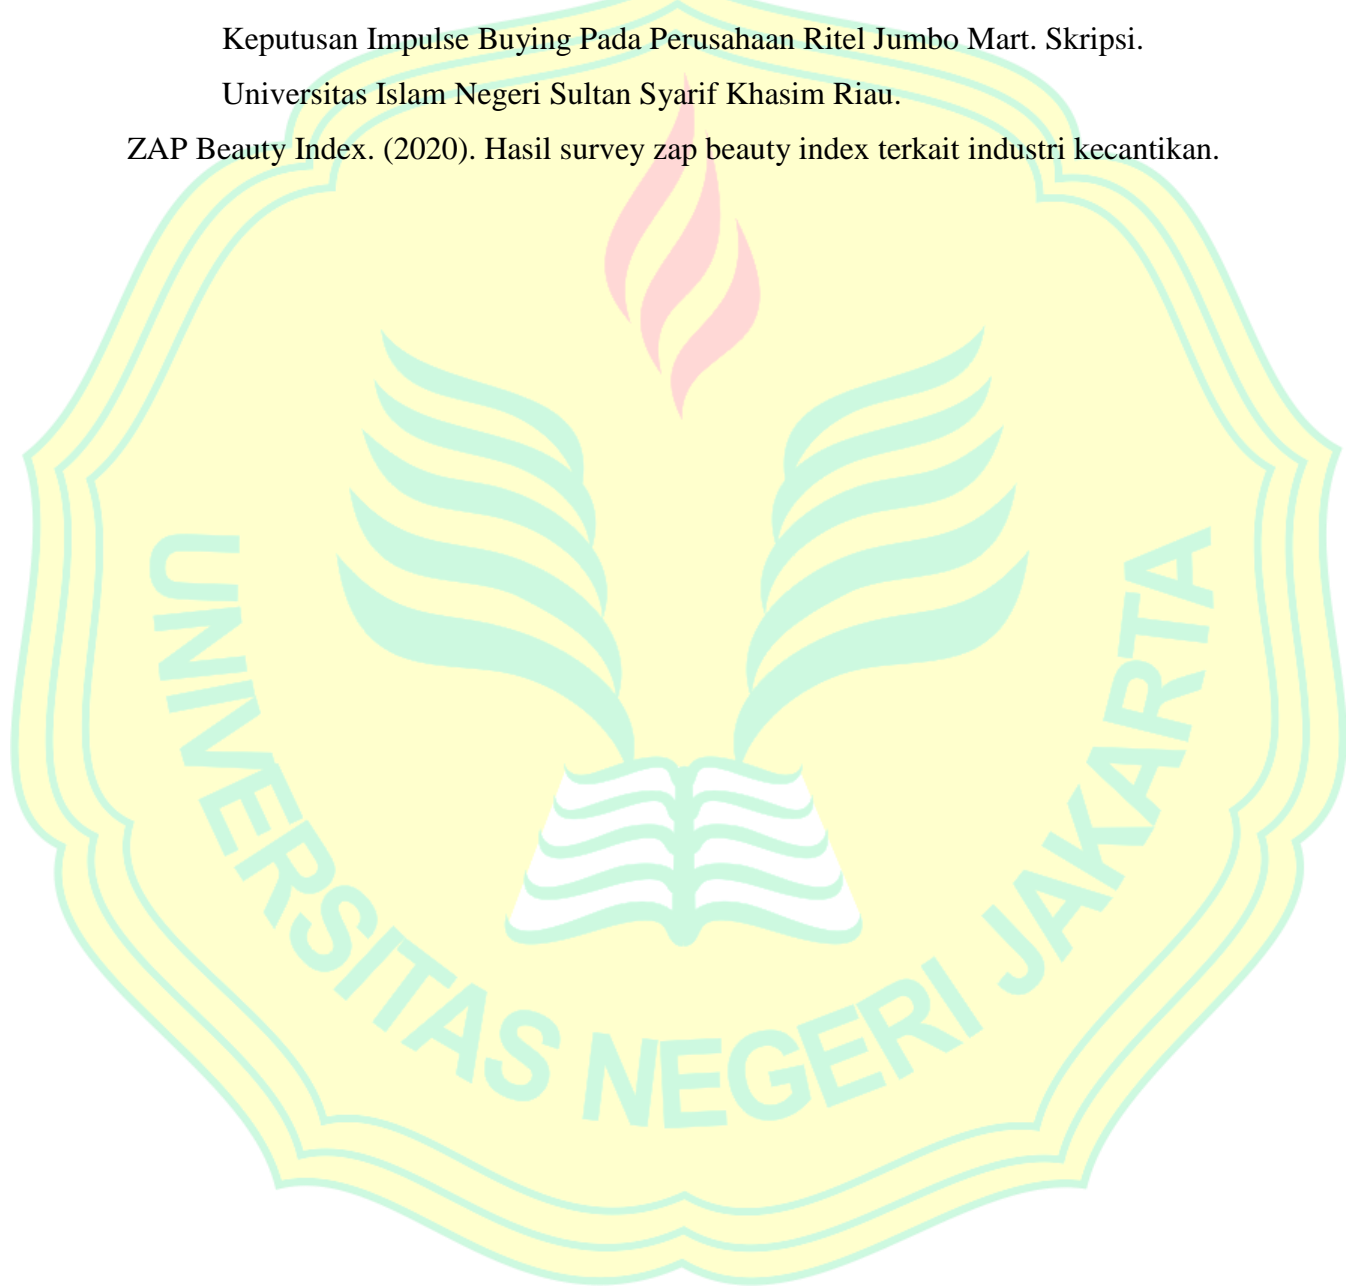 Keputusan Impulse Buying Pada Perusahaan Ritel Jumbo Mart. Skripsi.
Universitas Islam Negeri Sultan Syarif Khasim Riau.
ZAP Beauty Index. (2020). Hasil survey zap beauty index terkait industri kecantikan.
UNIVERSITAS NEGERI JAKARTA